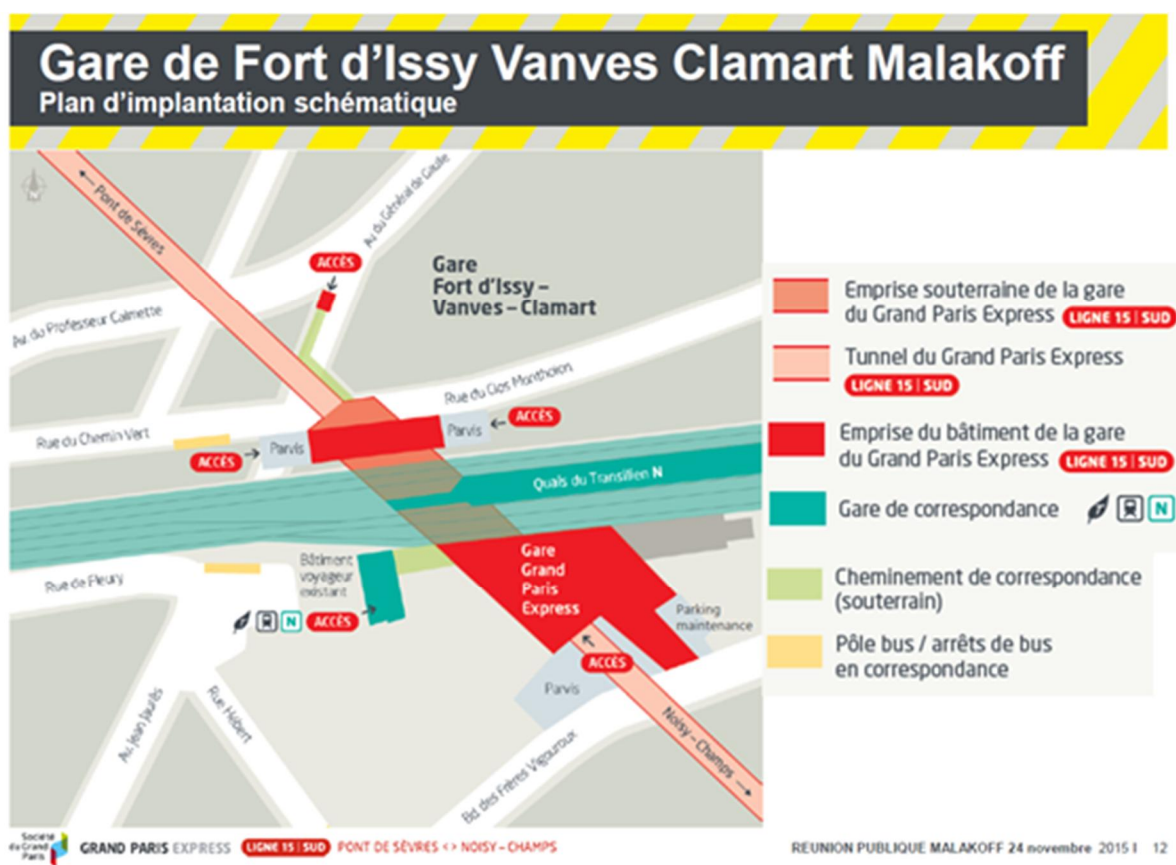 Gare de Fort d'Issy Vanves Clamart Malakoff
Plan d'implantation schématique
Pont de Sèvres
Av. du Général de Gaulle
ACCÈS
Gare
Fort d'Issy –
Vanves – Clamart
Av. du Professeur Calmette
Rue du Clos Montholon
Rue du Chemin Vert
Parvis
Parvis
ACCÈS
ACCÈS
Quais du Transilien N
Bâtiment
voyageur
existant
Rue de Fleury
Gare
Grand
Paris
Express
Parking
maintenance
N
ACCÈS
ACCÈS
Parvis
Av. Jean Jaurès
Rue Hébert
Bd des Frères Vigouroux
Noisy – Champs
Emprise souterraine de la gare
du Grand Paris Express LIGNE 15 | SUD
Tunnel du Grand Paris Express
LIGNE 15 | SUD
Emprise du bâtiment de la gare
du Grand Paris Express LIGNE 15 | SUD
Gare de correspondance N
Cheminement de correspondance
(souterrain)
Pôle bus / arrêts de bus
en correspondance
Société
du Grand
Paris
GRAND PARIS EXPRESS LIGNE 15 | SUD PONT DE SÈVRES <> NOISY – CHAMPS
REUNION PUBLIQUE MALAKOFF 24 novembre 2015 I 12